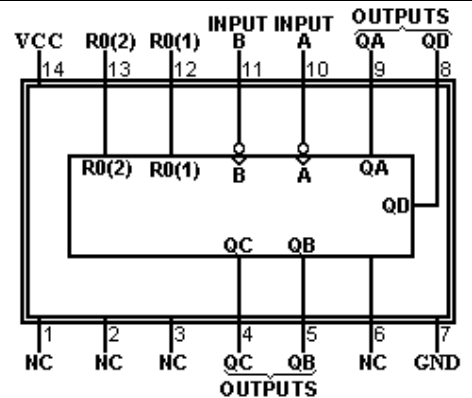 INPUT INPUT OUTPUTS
VCC R0(2) R0(1) B A QA QD
14 13 12 11 10 9 8
R0(2) R0(1) B A QA
QD
QC QB
1 2 3 4 5 6 7
NC NC NC QC QB NC GND
OUTPUTS